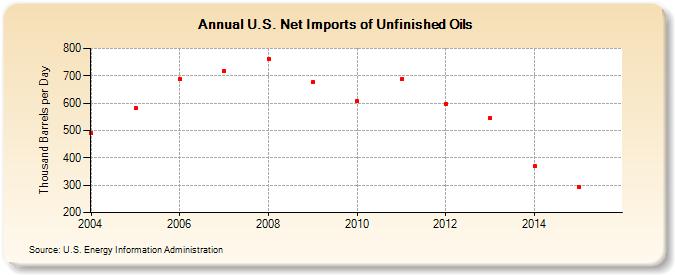 Annual U.S. Net Imports of Unfinished Oils
Thousand Barrels per Day
800
700
600
500
400
300
200
2004 2006 2008 2010 2012 2014
Source: U.S. Energy Information Administration